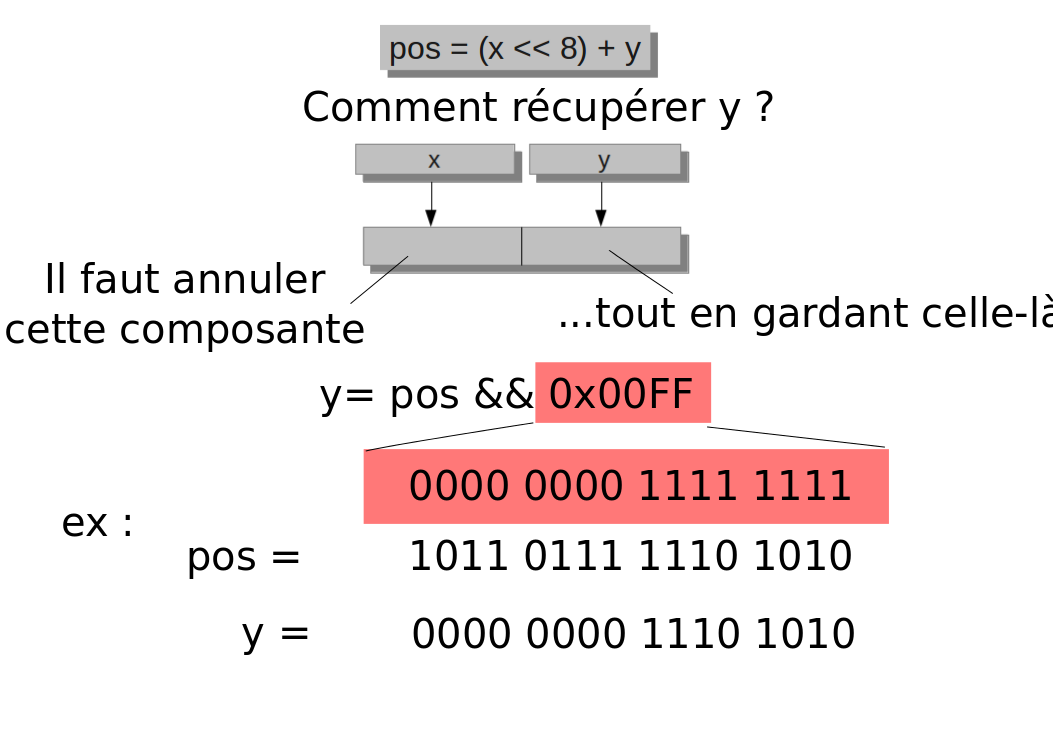 pos = (x << 8) + y
Comment récupérer y ?
x
y
Il faut annuler
cette composante
...tout en gardant celle-là
y= pos && 0x00FF
0000 0000 1111 1111
ex :
pos = 1011 0111 1110 1010
y = 0000 0000 1110 1010